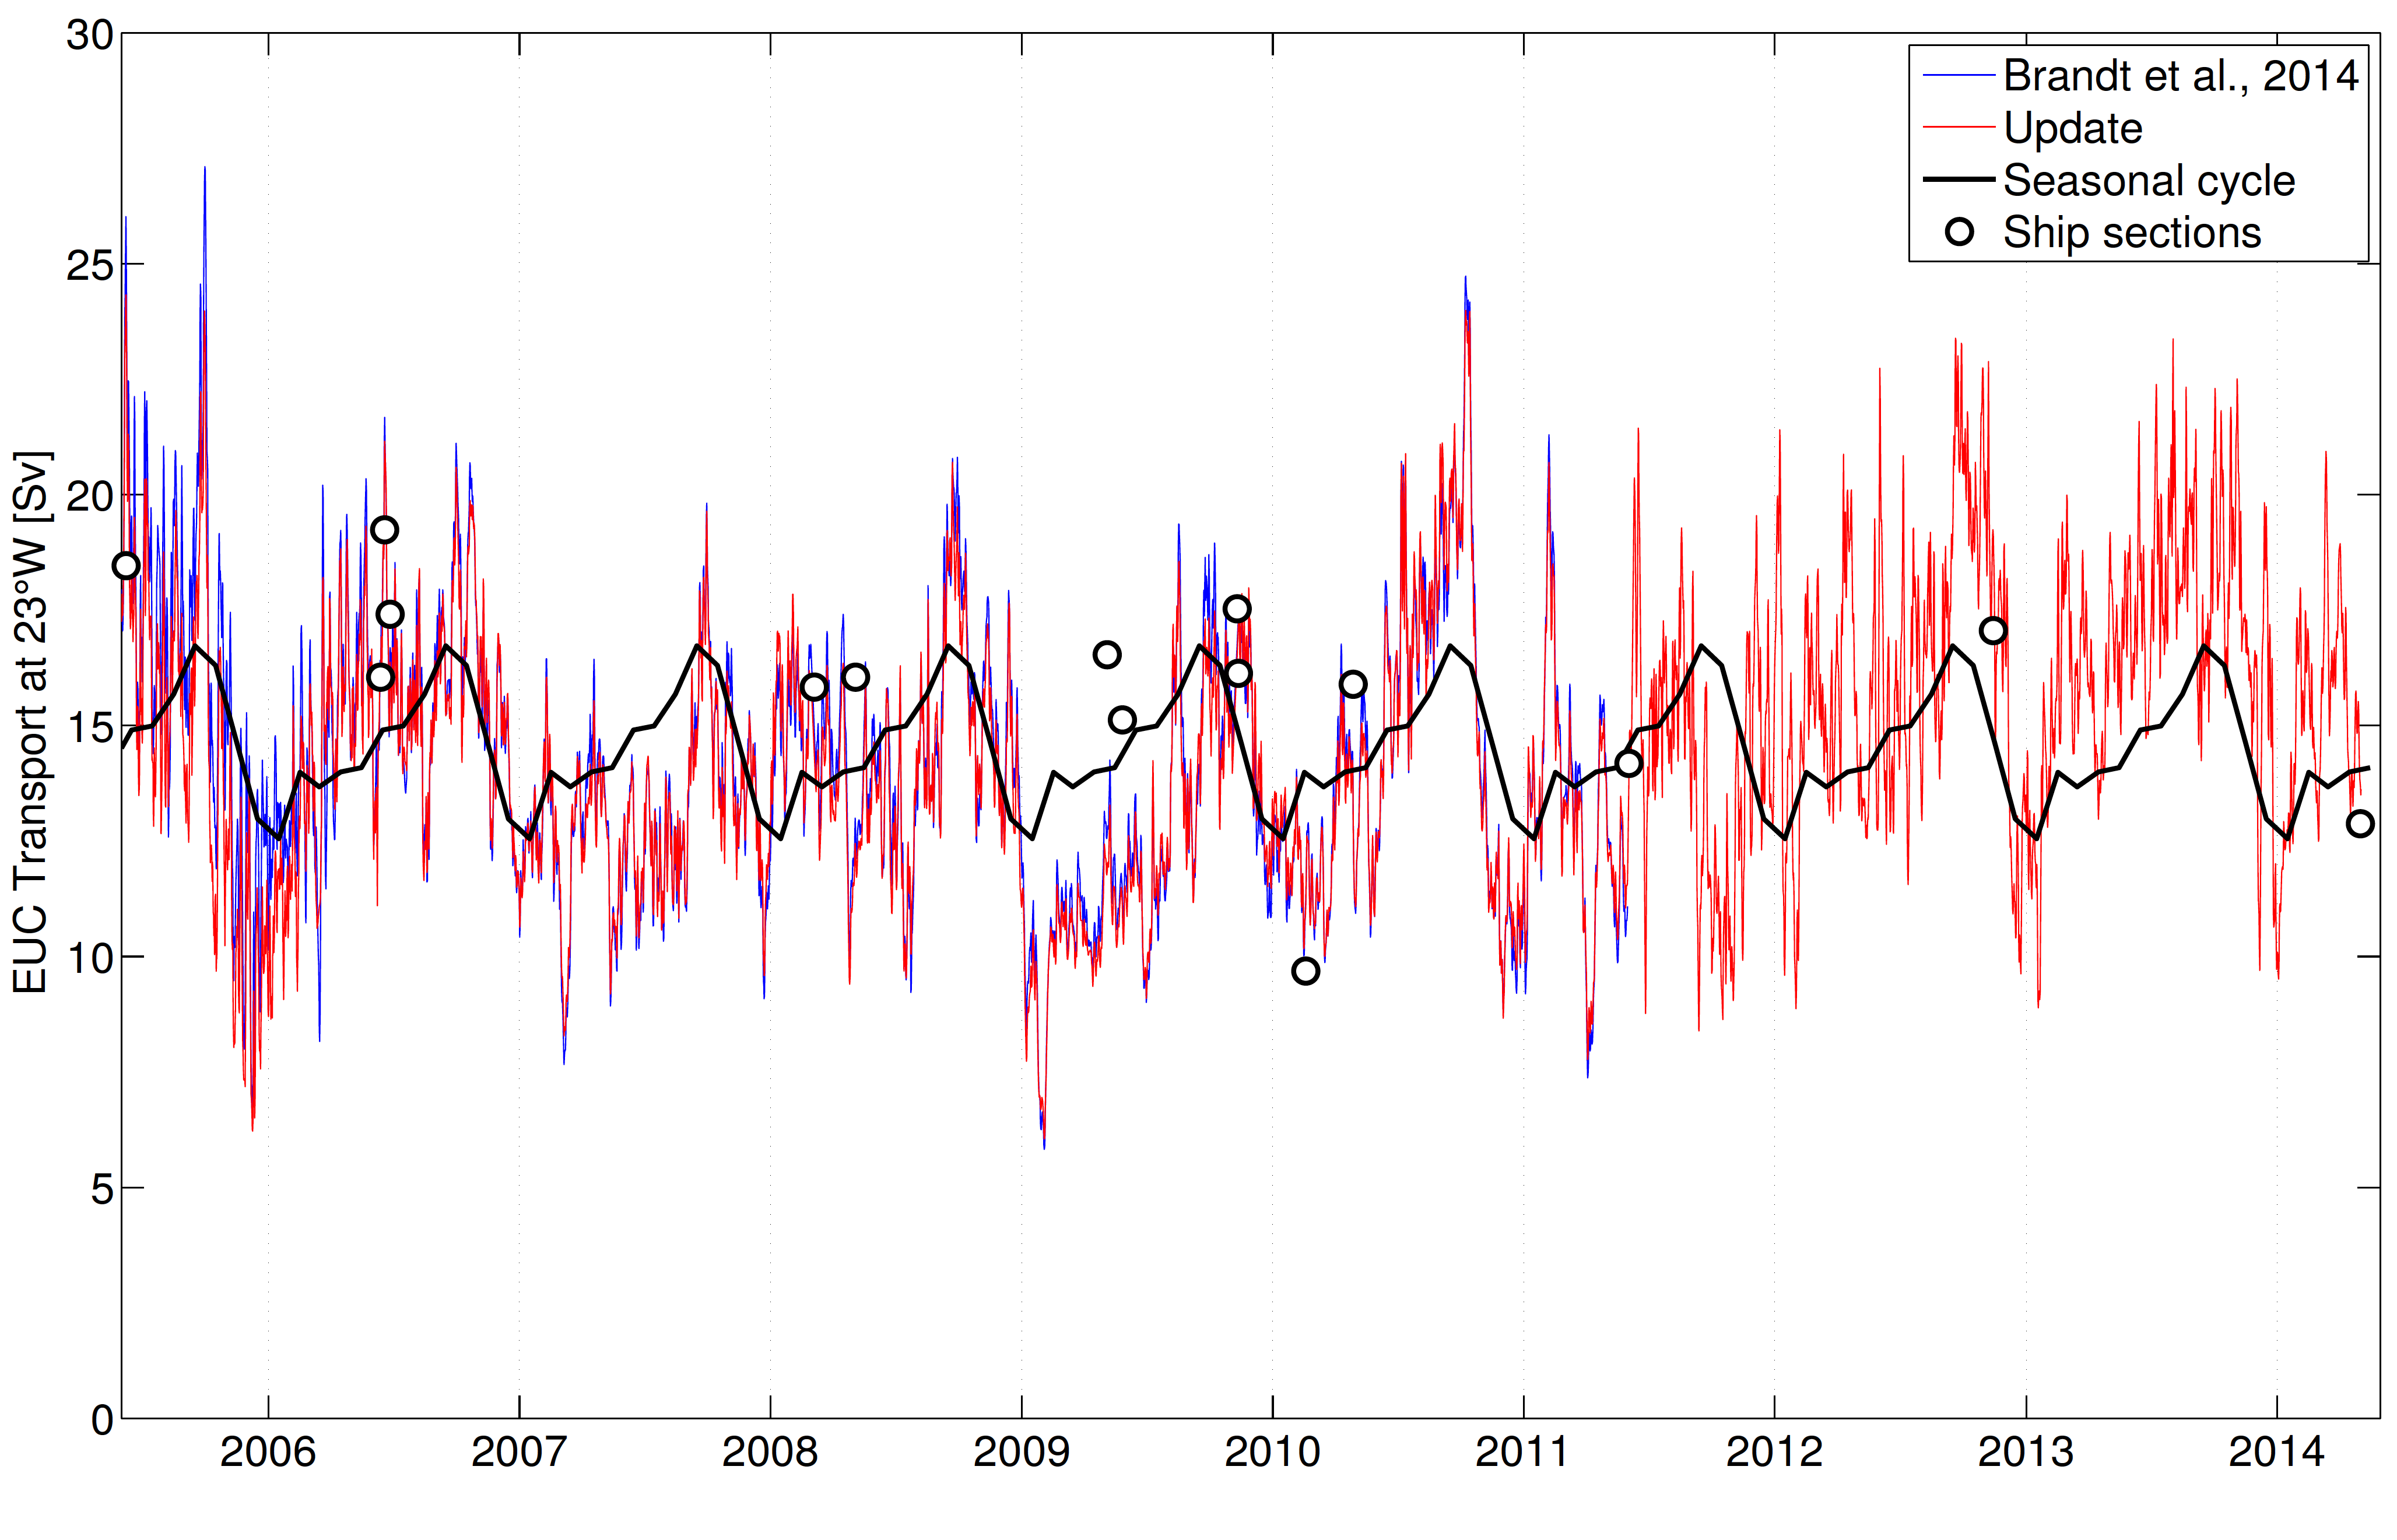 30
25
20
15
10
5
0
EUC Transport at 23°W [Sv]
Brandt et al., 2014
Update
Seasonal cycle
Ship sections
2006 2007 2008 2009 2010 2011 2012 2013 2014